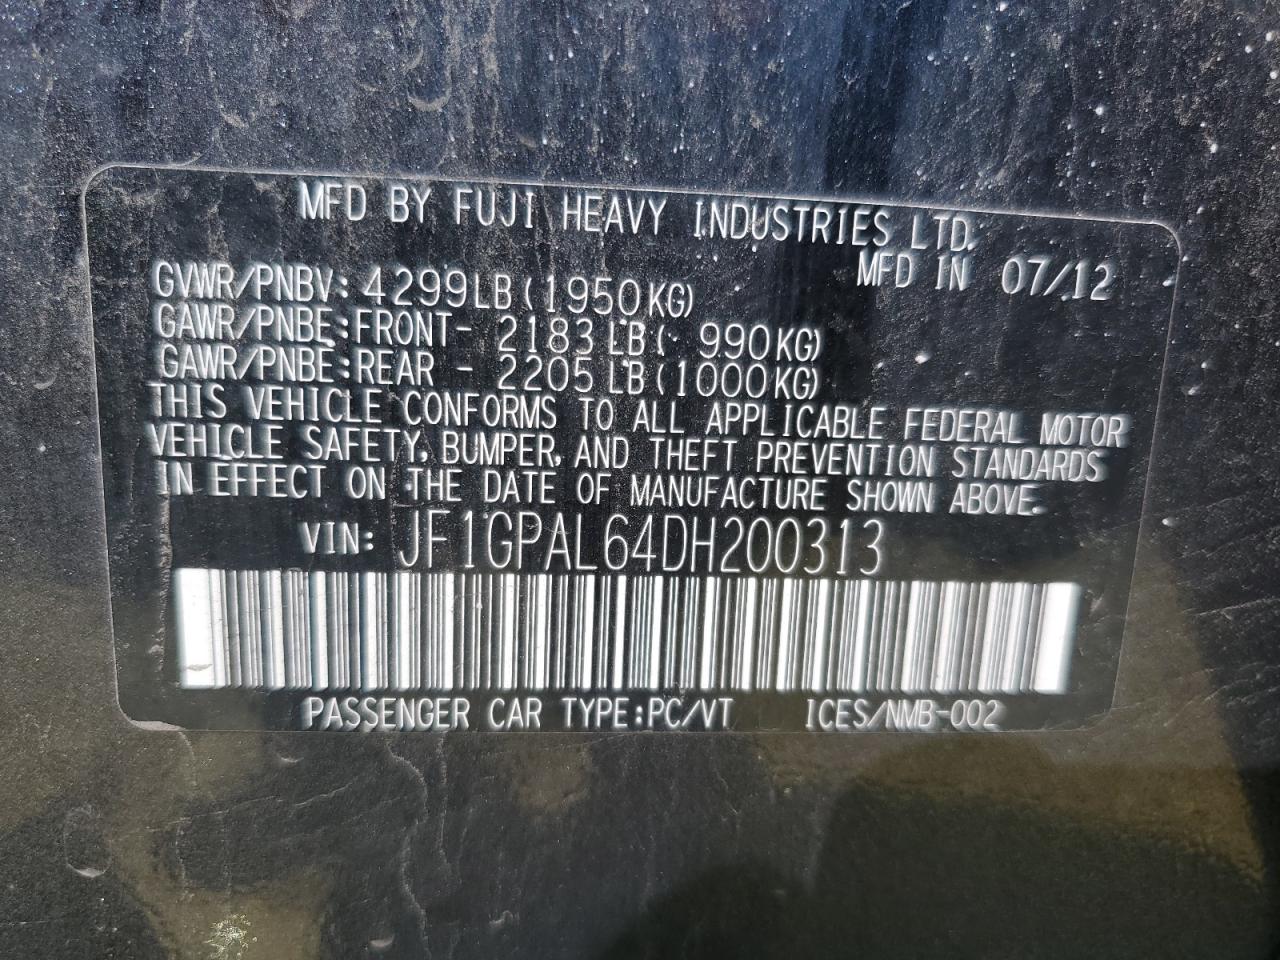 MFD BY FUJI HEAVY INDUSTRIES LTD.
MFD IN 07/12
GVWR/PNBV: 4299LB (1950KG)
GAWR/PNBE:FRONT- 2183 LB( 990KG)
GAWR/PNBE:REAR - 2205 LB(1000KG)
THIS VEHICLE CONFORMS TO ALL APPLICABLE FEDERAL MOTOR
VEHICLE SAFETY, BUMPER, AND THEFT PREVENTION STANDARDS
IN EFFECT ON THE DATE OF MANUFACTURE SHOWN ABOVE.
VIN: JF1GPAL64DH200313
PASSENGER CAR TYPE:PC/VT ICES/NMB-002